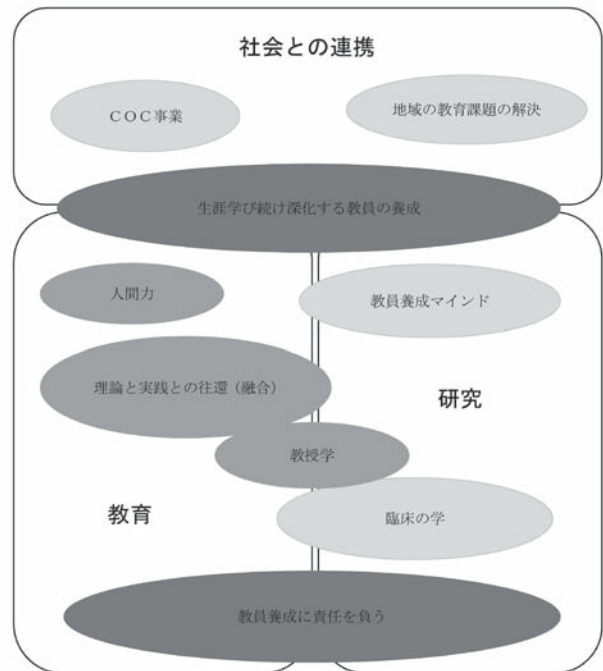 社会との連携
ＣＯＣ事業
地域の教育課題の解決
生涯学び続け深化する教員の養成
人間力
教員養成マインド
理論と実践との往還（融合）
研究
教授学
教育
臨床の学
教員養成に責任を負う